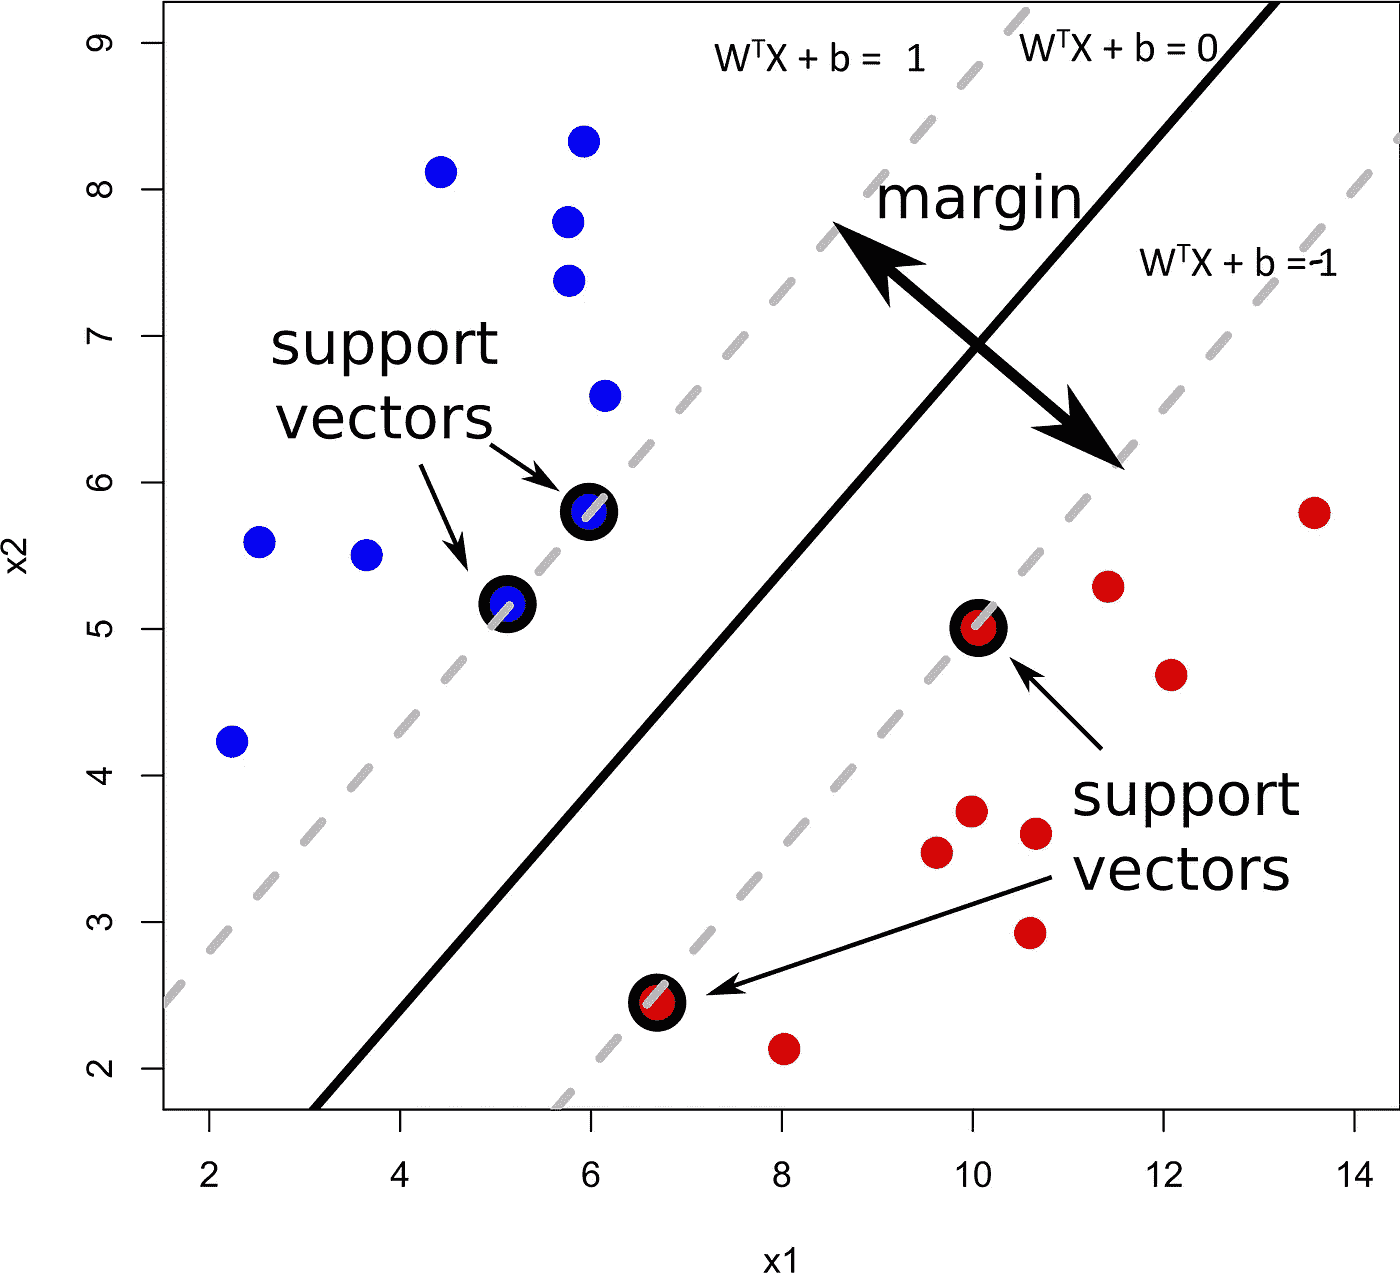 WᵀX + b = 1
WᵀX + b = 0
margin
WᵀX + b = -1
support
vectors
support
vectors
x2
9
8
7
6
5
4
3
2
2 4 6 8 10 12 14
x1